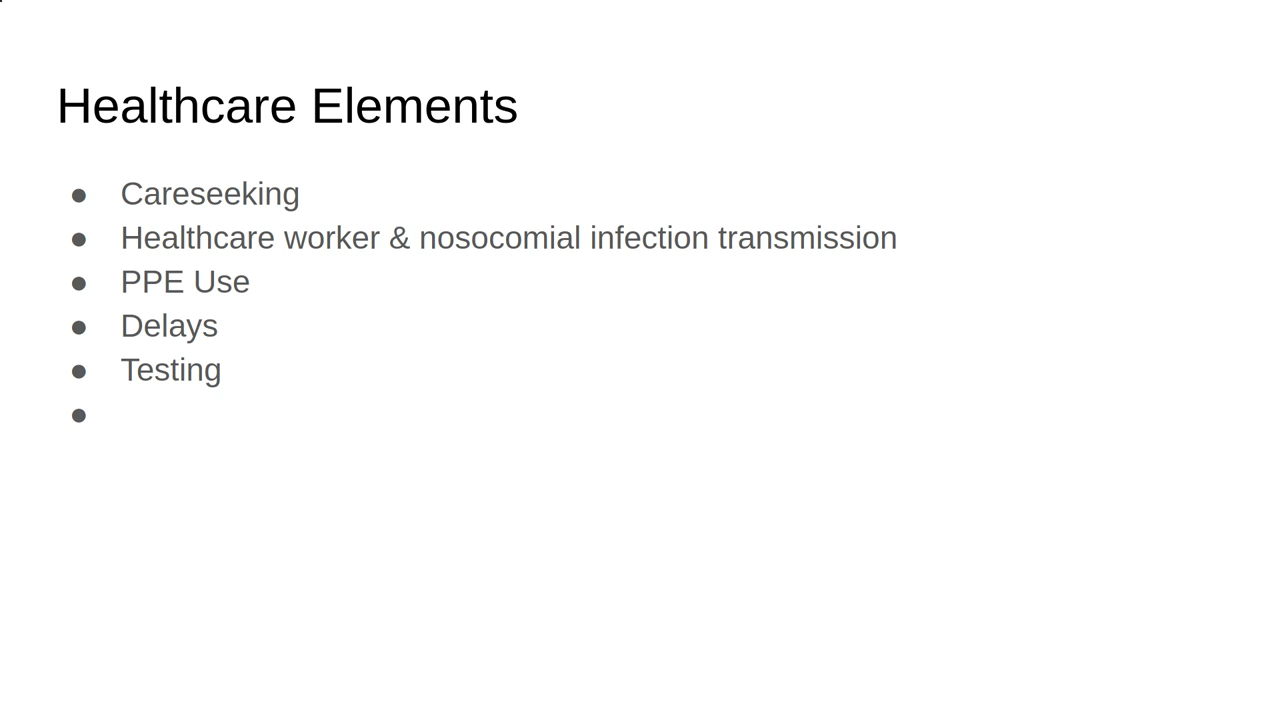 Healthcare Elements
● Careseeking
● Healthcare worker & nosocomial infection transmission
● PPE Use
● Delays
● Testing
●